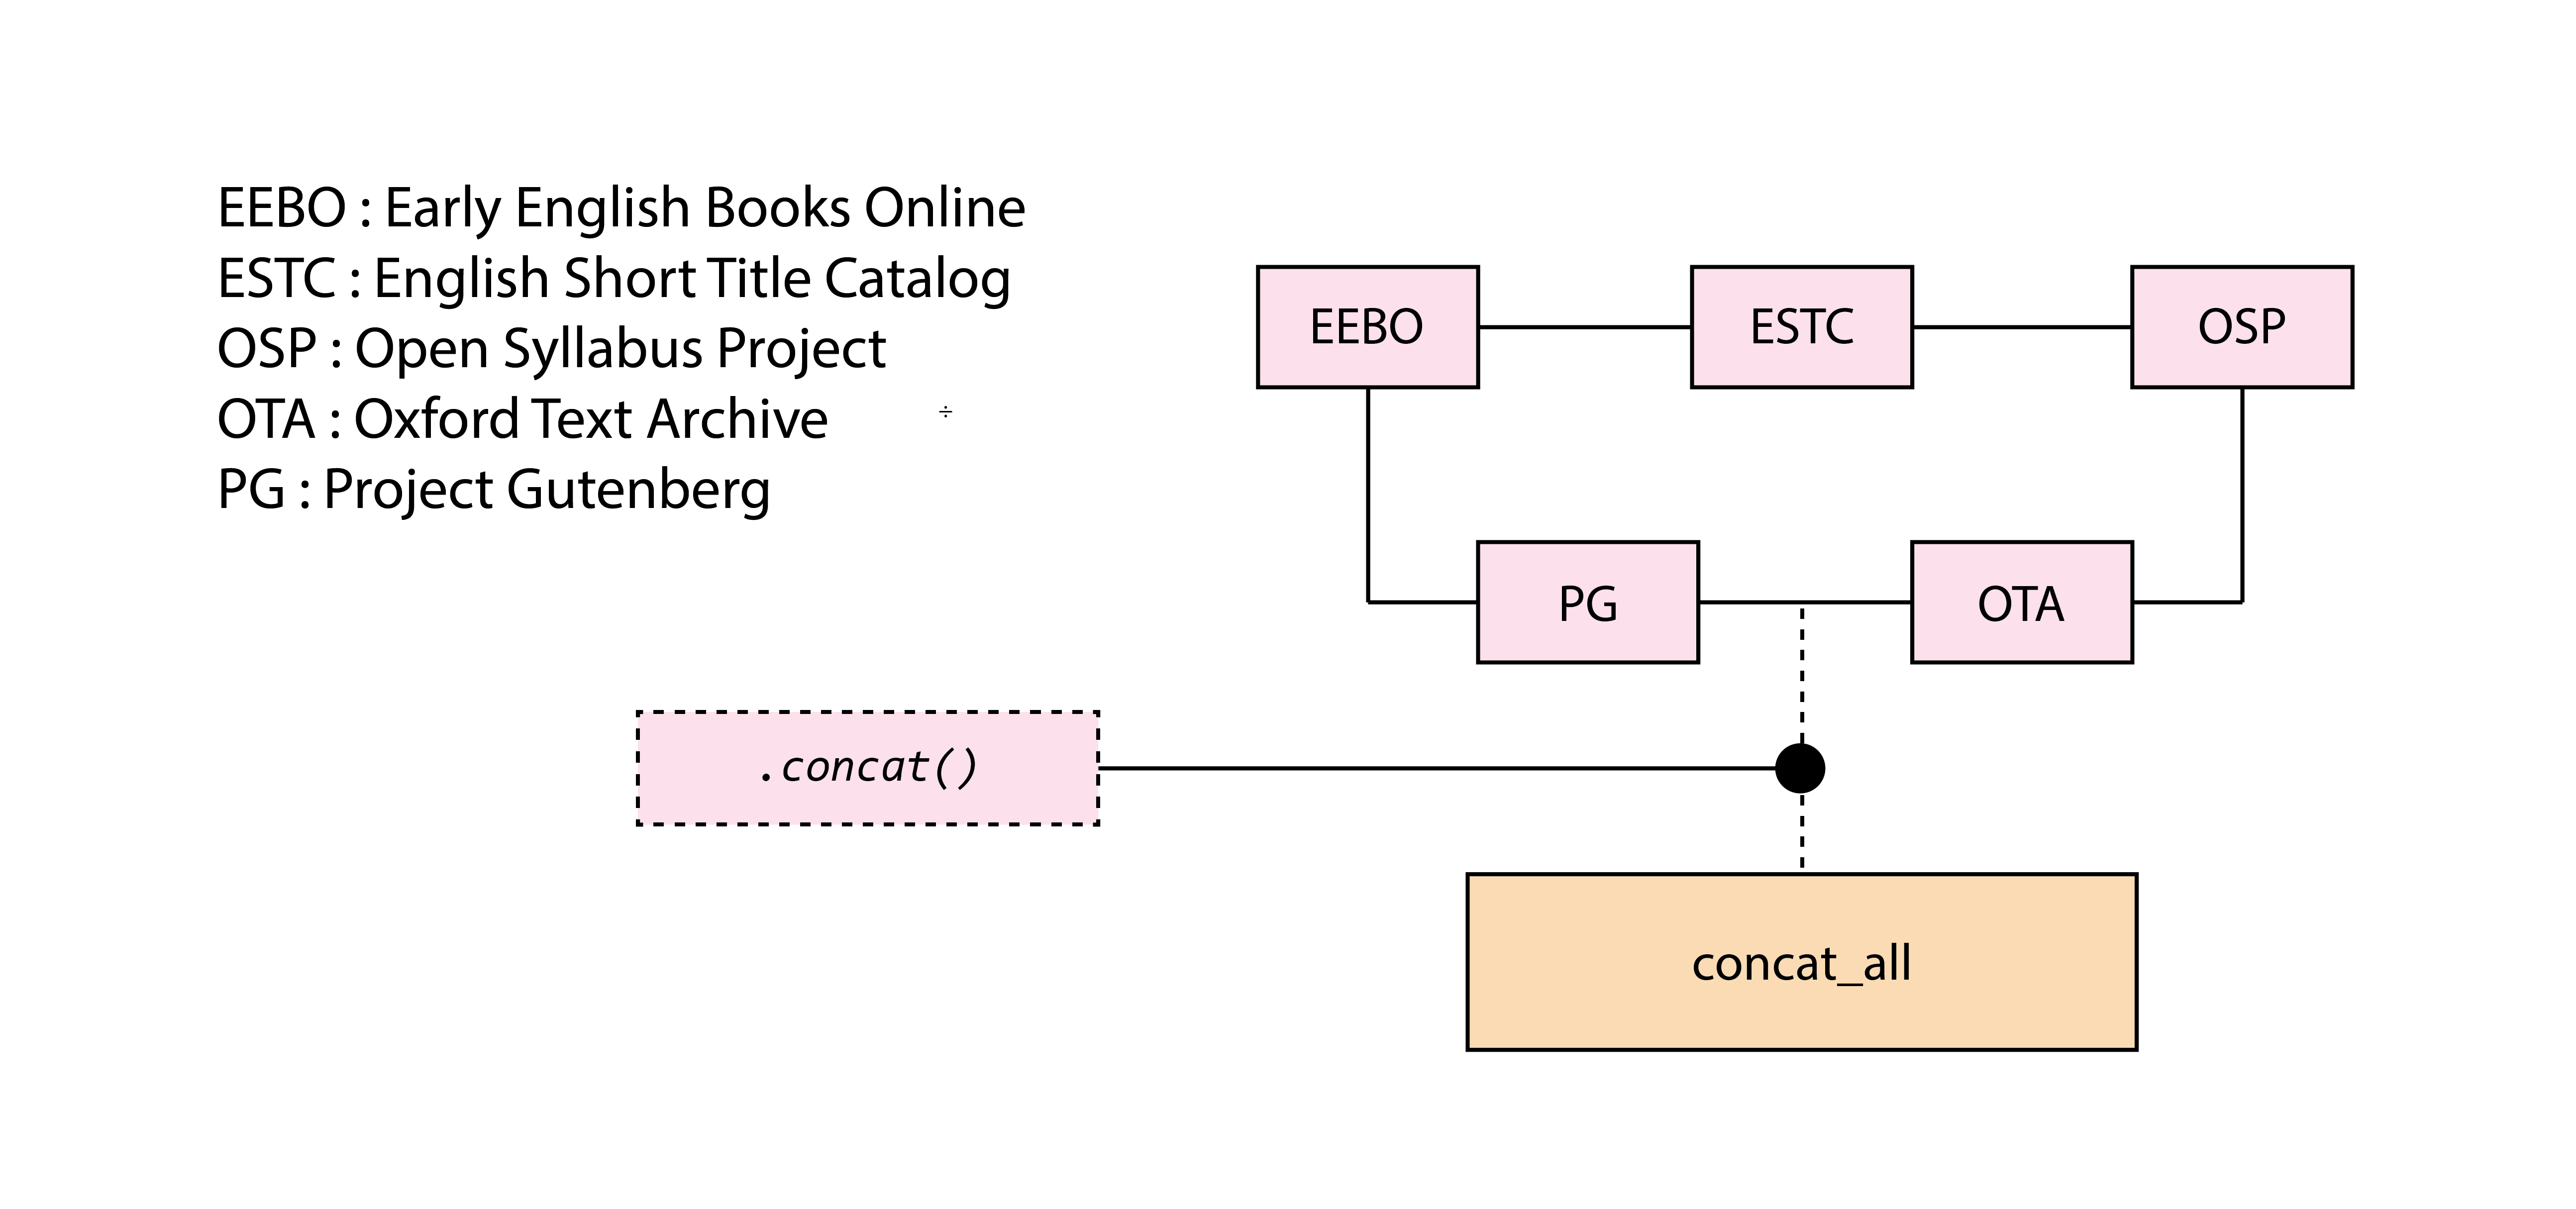 EEBO : Early English Books Online
ESTC : English Short Title Catalog
OSP : Open Syllabus Project
OTA : Oxford Text Archive
÷
PG : Project Gutenberg
EEBO
ESTC
OSP
PG
OTA
.concat()
concat_all